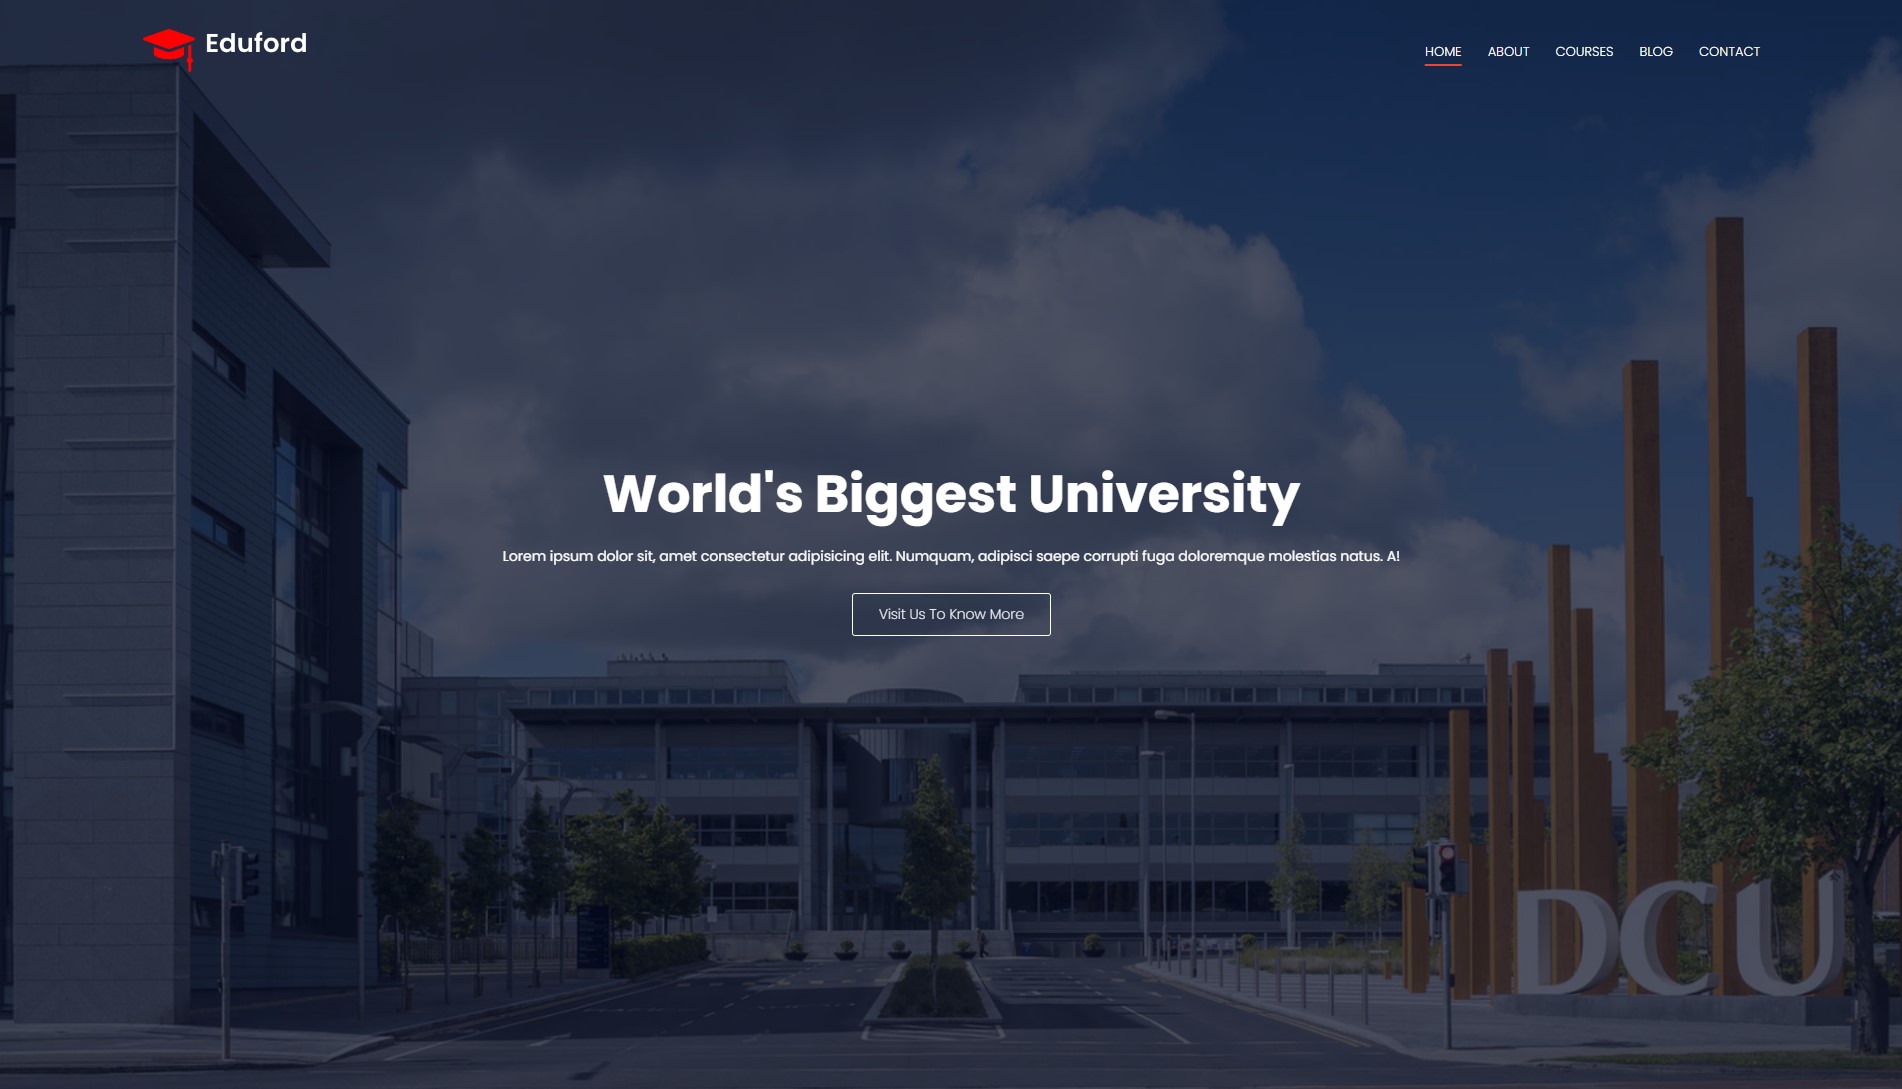 Eduford
HOME ABOUT COURSES BLOG CONTACT
World's Biggest University
Lorem ipsum dolor sit, amet consectetur adipisicing elit. Numquam, adipisci saepe corrupti fuga doloremque molestias natus. A!
Visit Us To Know More
DCU